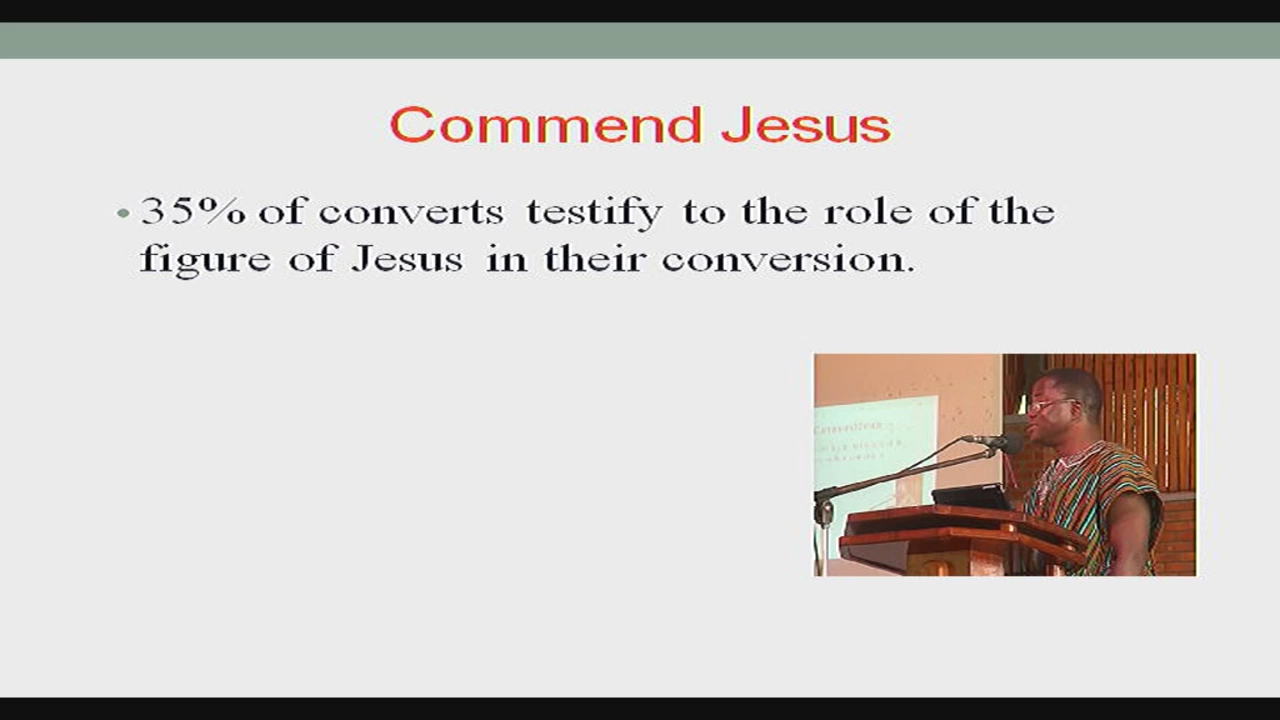 Commend Jesus
• 35% of converts testify to the role of the
figure of Jesus in their conversion.